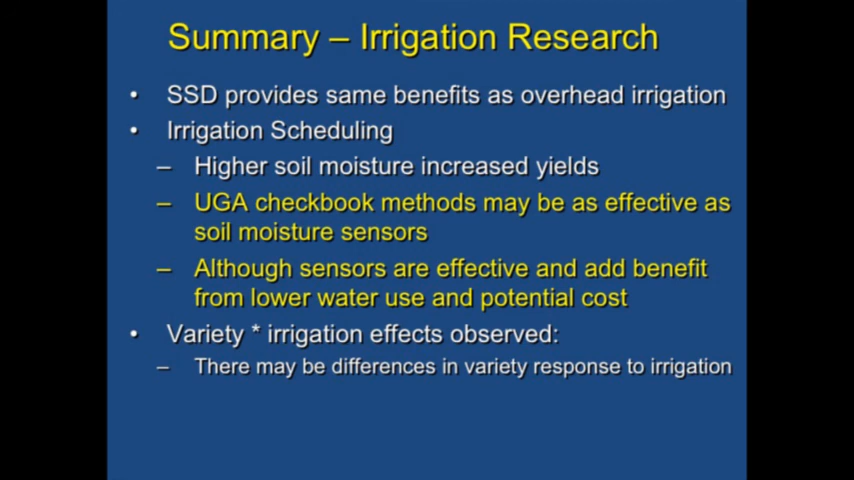 Summary – Irrigation Research
• SSD provides same benefits as overhead irrigation
• Irrigation Scheduling
– Higher soil moisture increased yields
– UGA checkbook methods may be as effective as
soil moisture sensors
– Although sensors are effective and add benefit
from lower water use and potential cost
• Variety * irrigation effects observed:
– There may be differences in variety response to irrigation